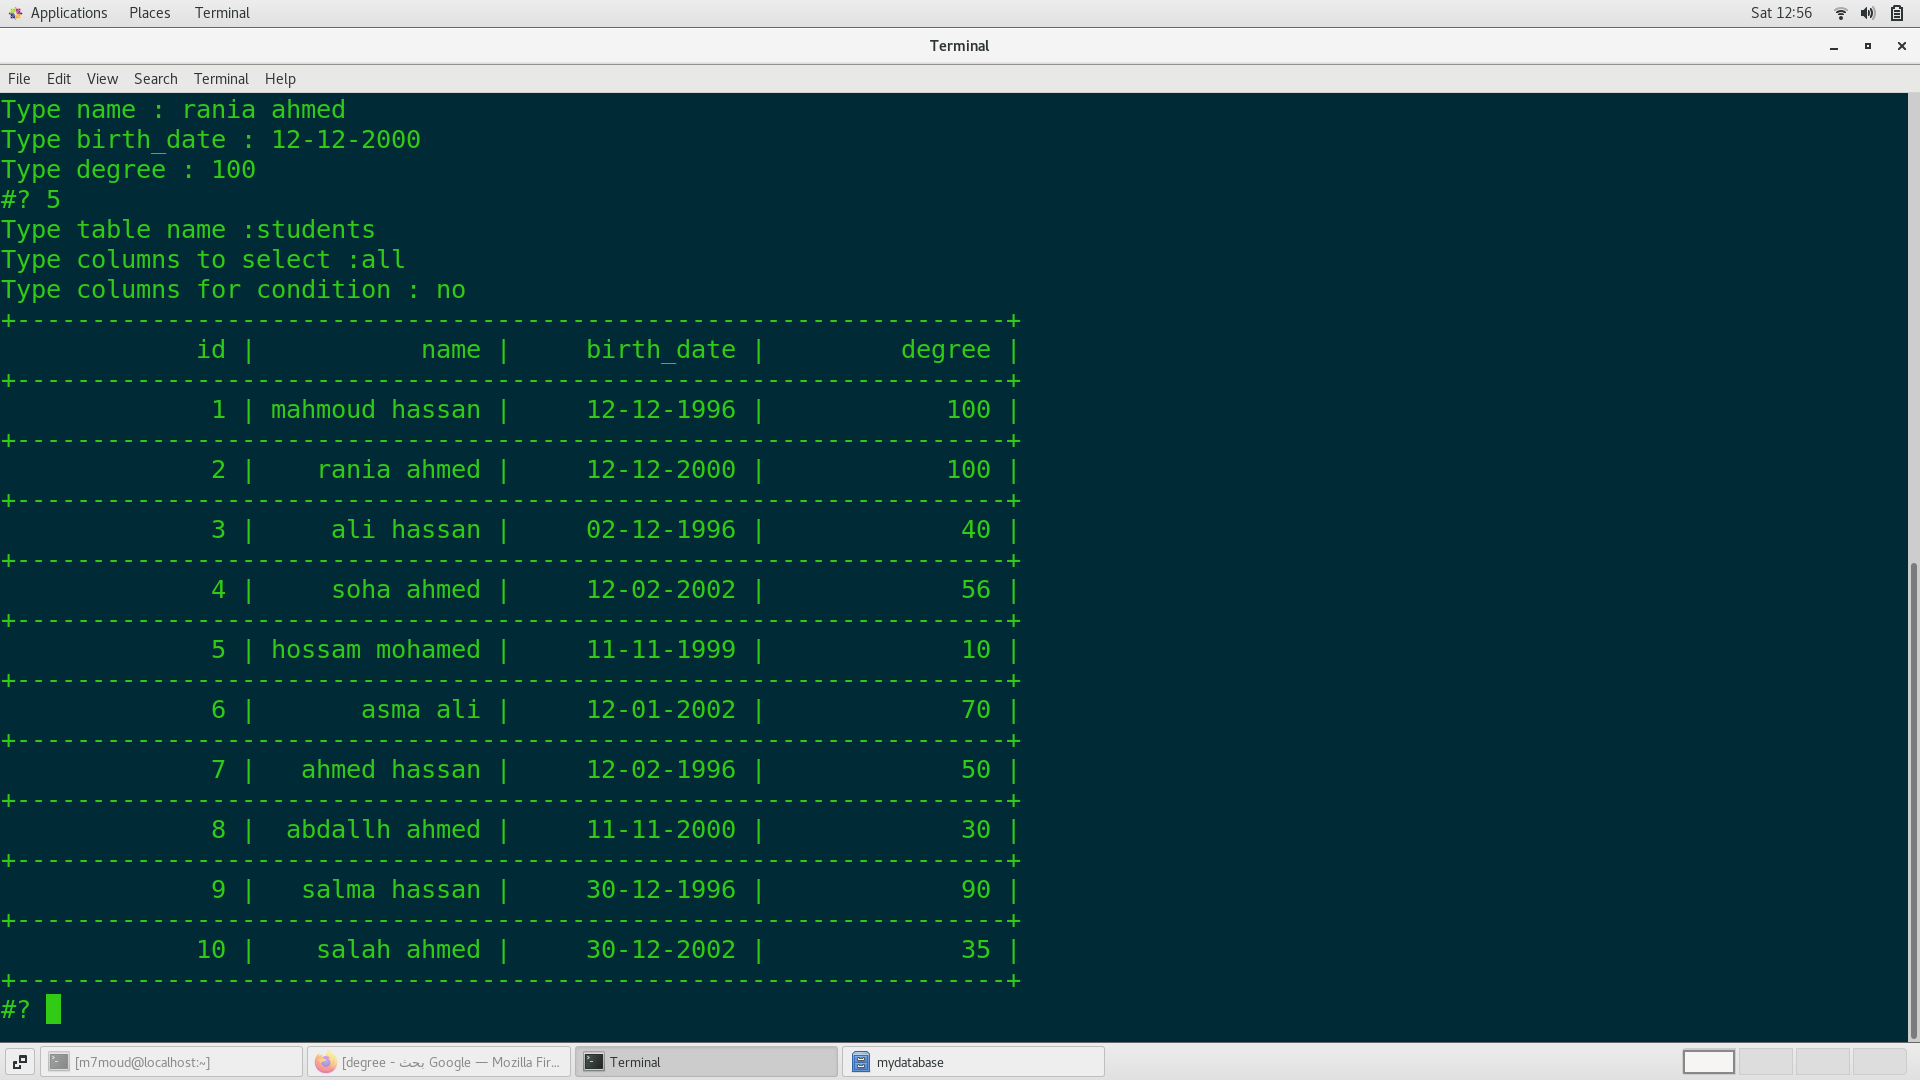 Applications Places Terminal Sat 12:56
Terminal
File Edit View Search Terminal Help
Type name : rania ahmed
Type birth_date : 12-12-2000
Type degree : 100
#? 5
Type table name :students
Type columns to select :all
Type columns for condition : no
+------------------------------------------------------------------+
id | name | birth_date | degree |
+------------------------------------------------------------------+
1 | mahmoud hassan | 12-12-1996 | 100 |
+------------------------------------------------------------------+
2 | rania ahmed | 12-12-2000 | 100 |
+------------------------------------------------------------------+
3 | ali hassan | 02-12-1996 | 40 |
+------------------------------------------------------------------+
4 | soha ahmed | 12-02-2002 | 56 |
+------------------------------------------------------------------+
5 | hossam mohamed | 11-11-1999 | 10 |
+------------------------------------------------------------------+
6 | asma ali | 12-01-2002 | 70 |
+------------------------------------------------------------------+
7 | ahmed hassan | 12-02-1996 | 50 |
+------------------------------------------------------------------+
8 | abdallh ahmed | 11-11-2000 | 30 |
+------------------------------------------------------------------+
9 | salma hassan | 30-12-1996 | 90 |
+------------------------------------------------------------------+
10 | salah ahmed | 30-12-2002 | 35 |
+------------------------------------------------------------------+
#?
[m7moud@localhost:~] [degree - بحث Google — Mozilla Fir... Terminal mydatabase